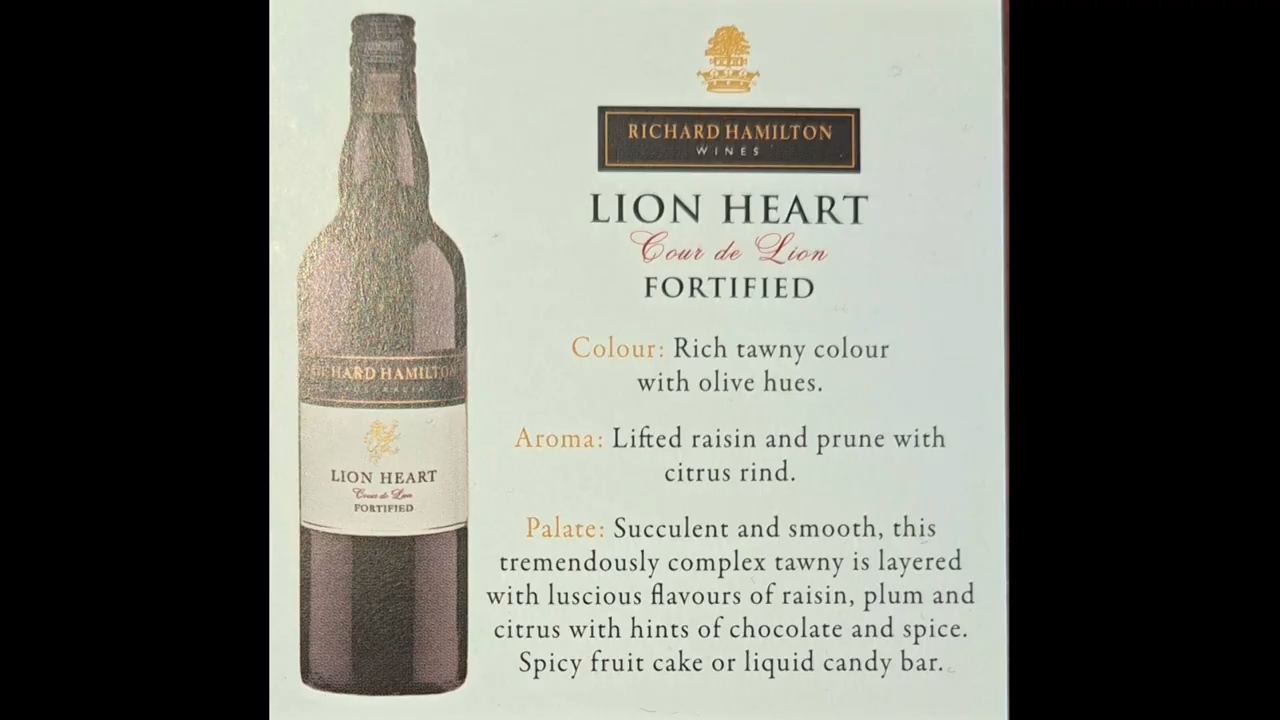 RICHARD HAMILTON
WINES
LION HEART
Cour de Lion
FORTIFIED
Colour: Rich tawny colour
with olive hues.
Aroma: Lifted raisin and prune with
citrus rind.
Palate: Succulent and smooth, this
tremendously complex tawny is layered
with luscious flavours of raisin, plum and
citrus with hints of chocolate and spice.
Spicy fruit cake or liquid candy bar.
RICHARD HAMILTON
AUSTRALIA
LION HEART
Cour de Lion
FORTIFIED